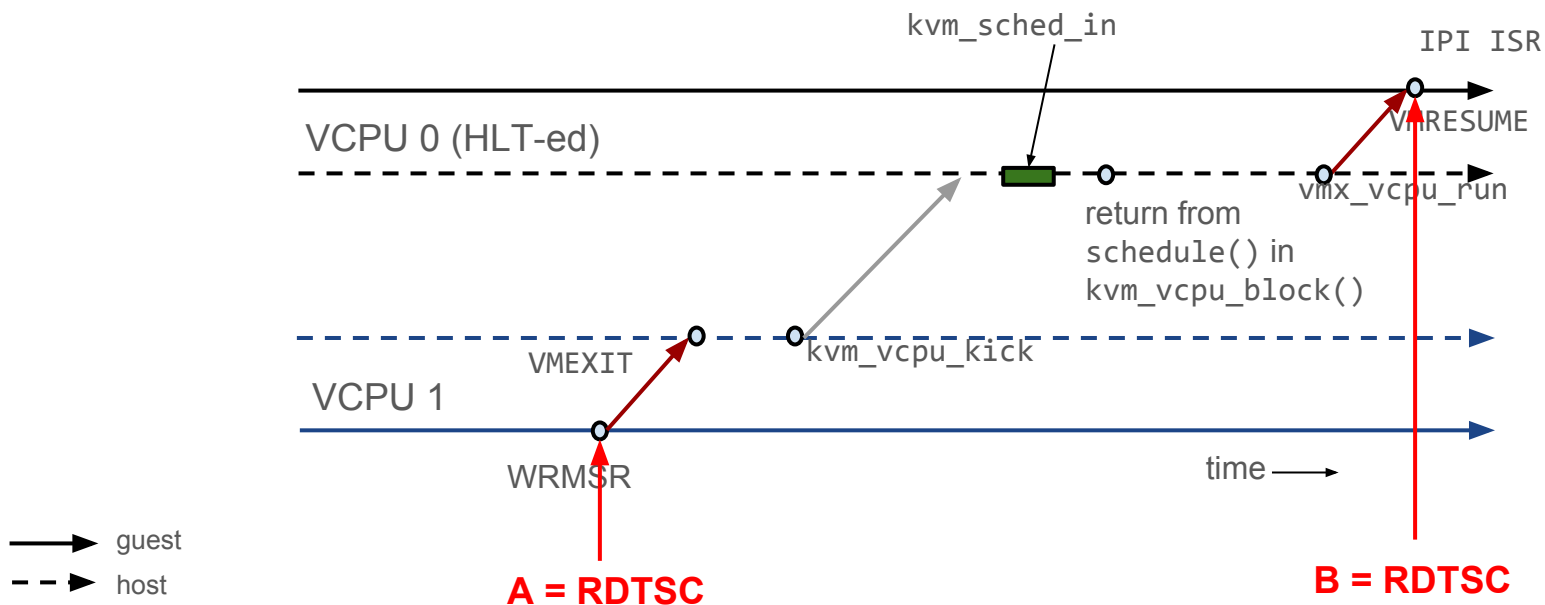 kvm_sched_in
IPI ISR
VCPU 0 (HLT-ed)
VMRESUME
vmx_vcpu_run
return from
schedule() in
kvm_vcpu_block()
VMEXIT
kvm_vcpu_kick
VCPU 1
WRMSR
time
guest
host
A = RDTSC
B = RDTSC